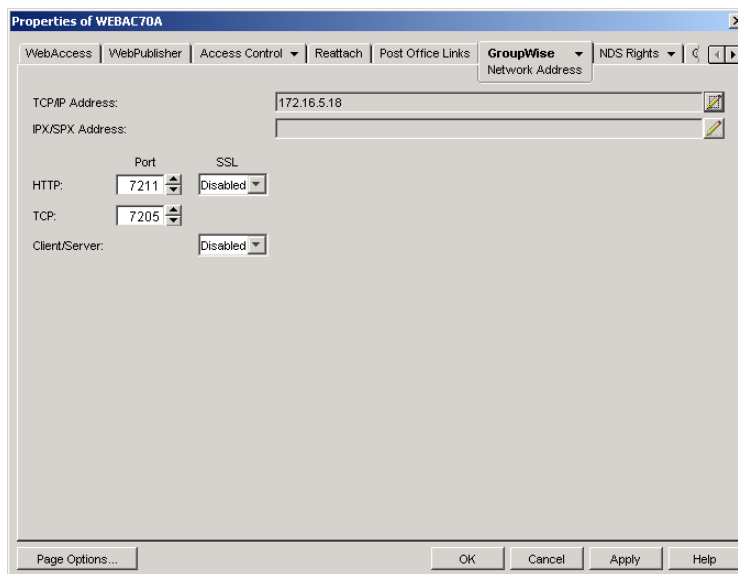 Properties of WEBAC70A
WebAccess WebPublisher Access Control Reattach Post Office Links GroupWise NDS Rights
Network Address
TCP/IP Address: 172.16.5.18
IPX/SPX Address:
Port SSL
HTTP: 7211 Disabled
TCP: 7205
Client/Server: Disabled
Page Options... OK Cancel Apply Help